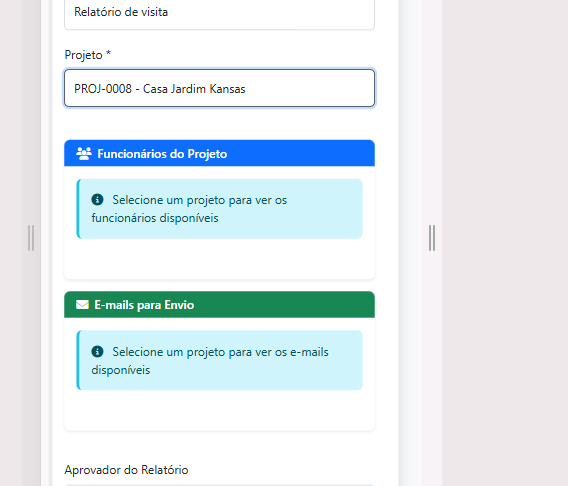 Relatório de visita
Projeto *
PROJ-0008 - Casa Jardim Kansas
Funcionários do Projeto
Selecione um projeto para ver os
funcionários disponíveis
E-mails para Envio
Selecione um projeto para ver os e-mails
disponíveis
Aprovador do Relatório